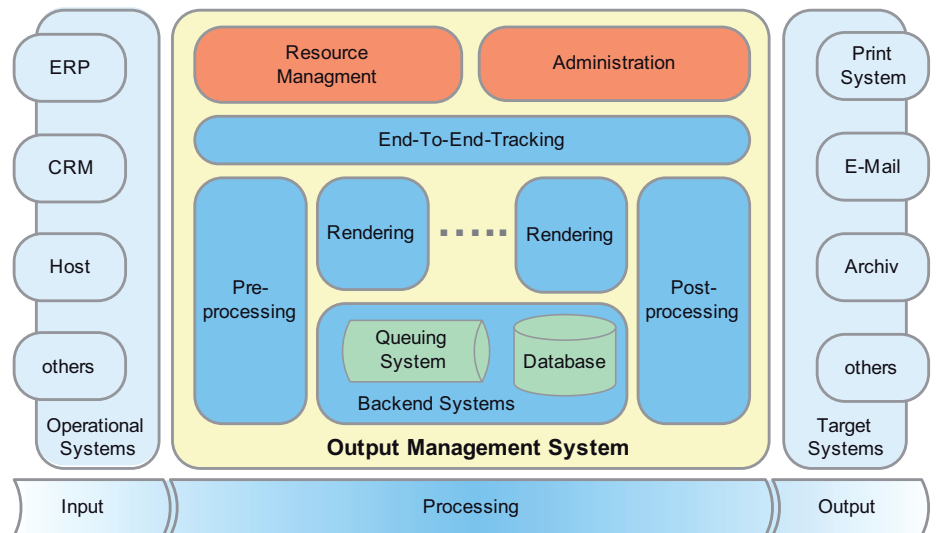 ERP
CRM
Host
others
Operational
Systems
Resource
Managment
Administration
End-To-End-Tracking
Pre-
processing
Rendering
Rendering
Post-
processing
Queuing
System
Database
Backend Systems
Output Management System
Print
System
E-Mail
Archiv
others
Target
Systems
Input
Processing
Output